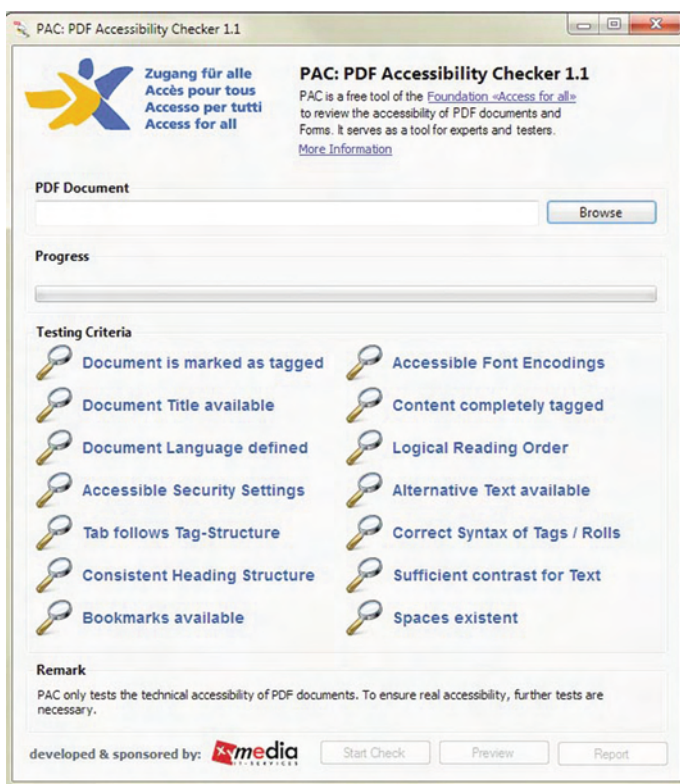 PAC: PDF Accessibility Checker 1.1
Zugang für alle
Accès pour tous
Accesso per tutti
Access for all
PAC: PDF Accessibility Checker 1.1
PAC is a free tool of the Foundation «Access for all»
to review the accessibility of PDF documents and
Forms. It serves as a tool for experts and testers.
More Information
PDF Document
Browse
Progress
Testing Criteria
Document is marked as tagged
Document Title available
Document Language defined
Accessible Security Settings
Tab follows Tag-Structure
Consistent Heading Structure
Bookmarks available
Accessible Font Encodings
Content completely tagged
Logical Reading Order
Alternative Text available
Correct Syntax of Tags / Rolls
Sufficient contrast for Text
Spaces existent
Remark
PAC only tests the technical accessibility of PDF documents. To ensure real accessibility, further tests are
necessary.
developed & sponsored by:
xymedia
IT-SERVICES
Start Check
Preview
Report